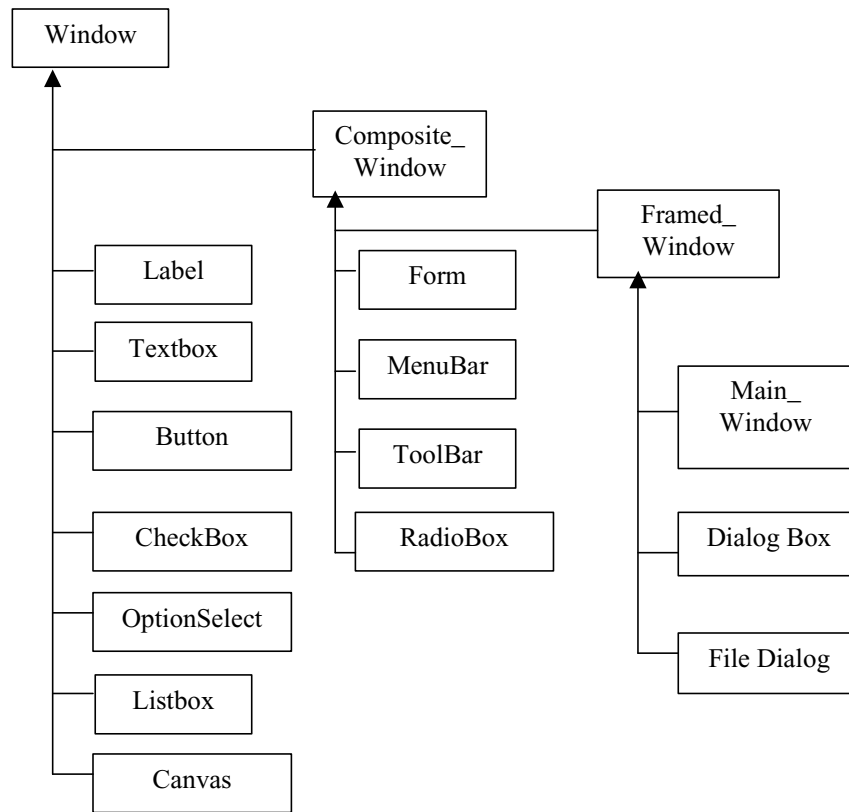 Window
Composite_
Window
Framed_
Window
Label
Form
Textbox
MenuBar
Main_
Window
Button
ToolBar
CheckBox
RadioBox
Dialog Box
OptionSelect
File Dialog
Listbox
Canvas